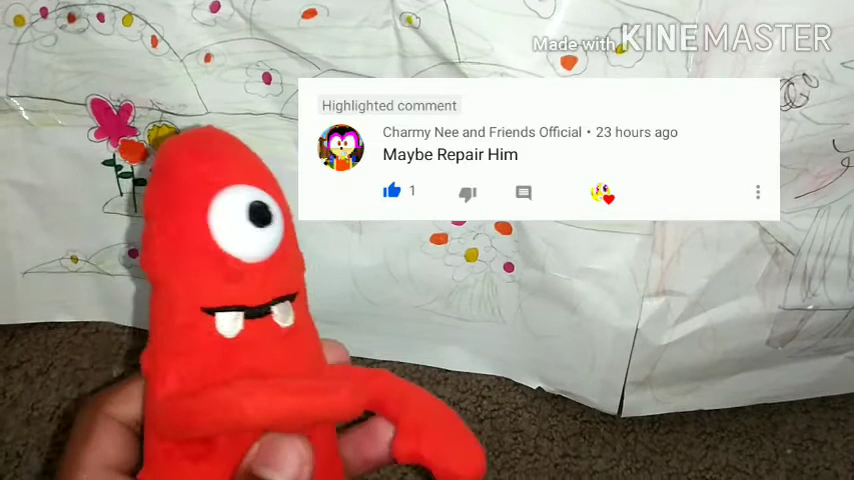 Made with KINEMASTER
Highlighted comment
Charmy Nee and Friends Official • 23 hours ago
Maybe Repair Him
1